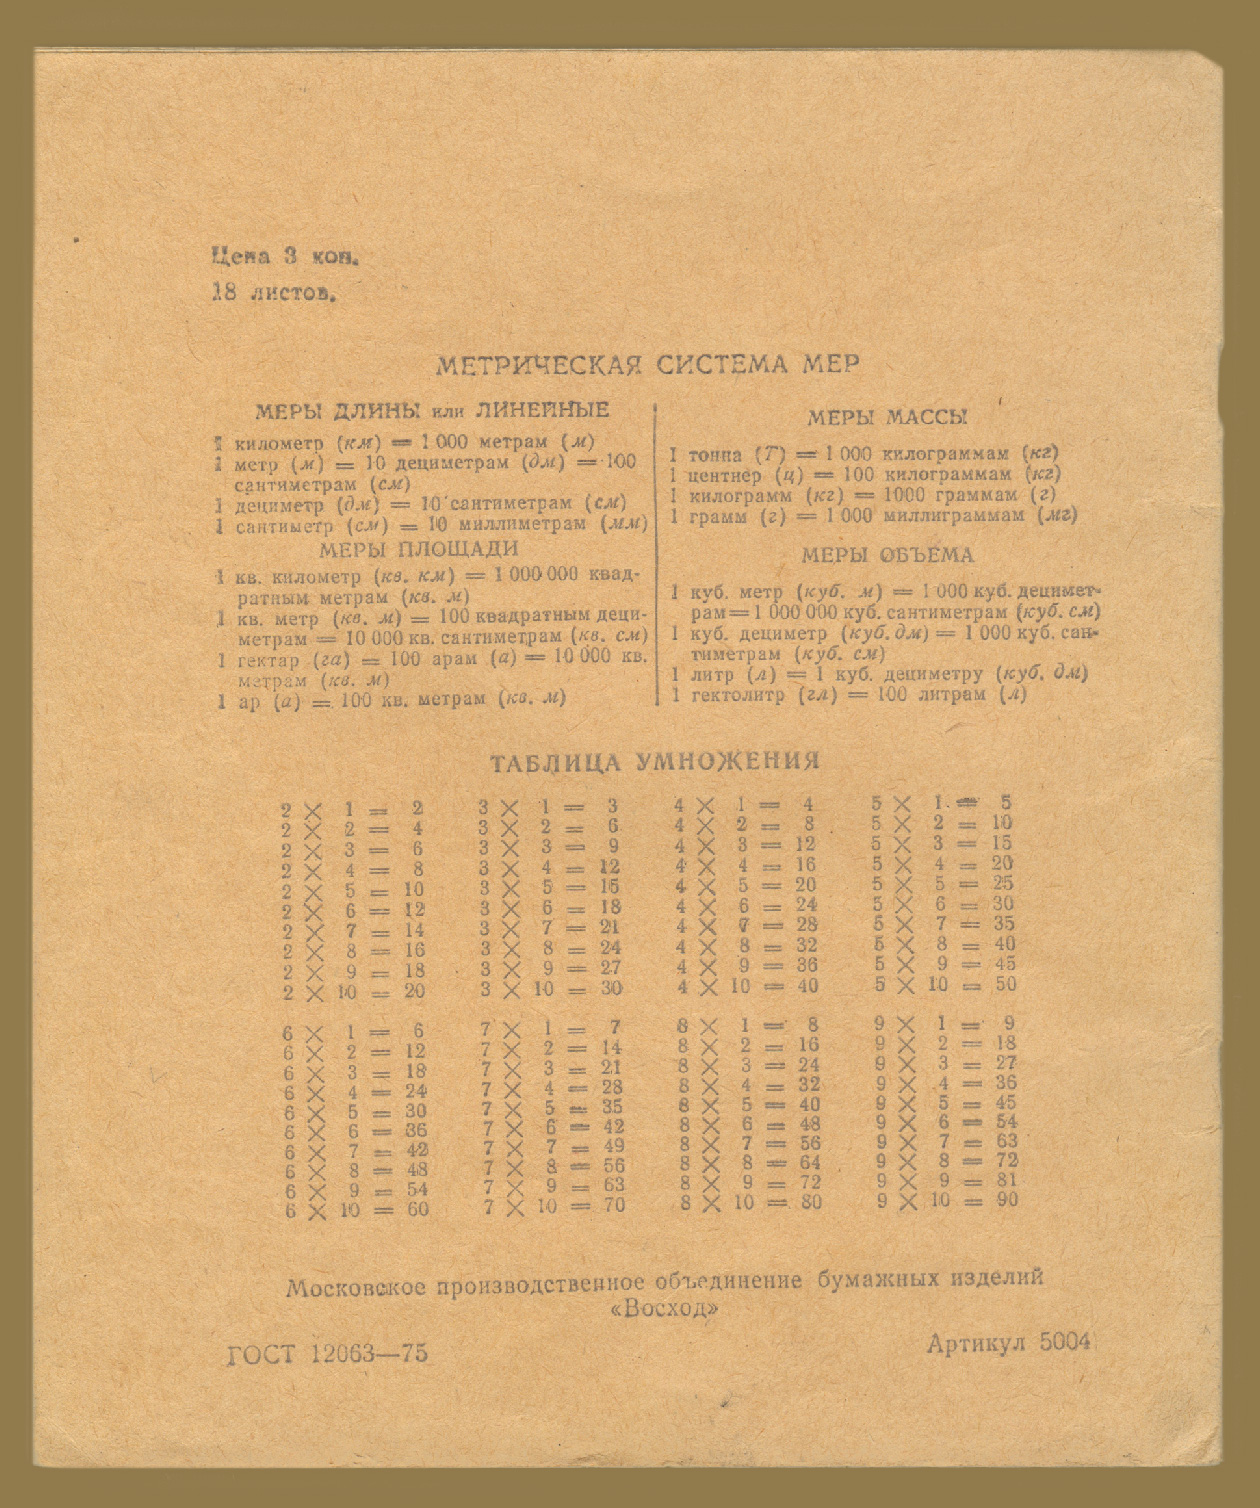 Цена 3 коп.
18 листов.
МЕТРИЧЕСКАЯ СИСТЕМА МЕР
МЕРЫ ДЛИНЫ или ЛИНЕЙНЫЕ
1 километр (км) = 1 000 метрам (м)
1 метр (м) = 10 дециметрам (дм) = 100
сантиметрам (см)
1 дециметр (дм) = 10 сантиметрам (см)
1 сантиметр (см) = 10 миллиметрам (мм)
МЕРЫ ПЛОЩАДИ
1 кв. километр (кв. км) = 1 000 000 квад-
ратным метрам (кв. м)
1 кв. метр (кв. м) = 100 квадратным деци-
метрам = 10 000 кв. сантиметрам (кв. см)
1 гектар (га) = 100 арам (а) = 10 000 кв.
метрам (кв. м)
1 ар (а) = 100 кв. метрам (кв. м)
МЕРЫ МАССЫ
1 тонна (Т) = 1 000 килограммам (кг)
1 центнер (ц) = 100 килограммам (кг)
1 килограмм (кг) = 1000 граммам (г)
1 грамм (г) = 1 000 миллиграммам (мг)
МЕРЫ ОБЪЕМА
1 куб. метр (куб. м) = 1 000 куб. децимет-
рам = 1 000 000 куб. сантиметрам (куб. см)
1 куб. дециметр (куб. дм) = 1 000 куб. сан-
тиметрам (куб. см)
1 литр (л) = 1 куб. дециметру (куб. дм)
1 гектолитр (гл) = 100 литрам (л)
ТАБЛИЦА УМНОЖЕНИЯ
2 × 1 = 2 3 × 1 = 3 4 × 1 = 4 5 × 1 = 5
2 × 2 = 4 3 × 2 = 6 4 × 2 = 8 5 × 2 = 10
2 × 3 = 6 3 × 3 = 9 4 × 3 = 12 5 × 3 = 15
2 × 4 = 8 3 × 4 = 12 4 × 4 = 16 5 × 4 = 20
2 × 5 = 10 3 × 5 = 15 4 × 5 = 20 5 × 5 = 25
2 × 6 = 12 3 × 6 = 18 4 × 6 = 24 5 × 6 = 30
2 × 7 = 14 3 × 7 = 21 4 × 7 = 28 5 × 7 = 35
2 × 8 = 16 3 × 8 = 24 4 × 8 = 32 5 × 8 = 40
2 × 9 = 18 3 × 9 = 27 4 × 9 = 36 5 × 9 = 45
2 × 10 = 20 3 × 10 = 30 4 × 10 = 40 5 × 10 = 50
6 × 1 = 6 7 × 1 = 7 8 × 1 = 8 9 × 1 = 9
6 × 2 = 12 7 × 2 = 14 8 × 2 = 16 9 × 2 = 18
6 × 3 = 18 7 × 3 = 21 8 × 3 = 24 9 × 3 = 27
6 × 4 = 24 7 × 4 = 28 8 × 4 = 32 9 × 4 = 36
6 × 5 = 30 7 × 5 = 35 8 × 5 = 40 9 × 5 = 45
6 × 6 = 36 7 × 6 = 42 8 × 6 = 48 9 × 6 = 54
6 × 7 = 42 7 × 7 = 49 8 × 7 = 56 9 × 7 = 63
6 × 8 = 48 7 × 8 = 56 8 × 8 = 64 9 × 8 = 72
6 × 9 = 54 7 × 9 = 63 8 × 9 = 72 9 × 9 = 81
6 × 10 = 60 7 × 10 = 70 8 × 10 = 80 9 × 10 = 90
Московское производственное объединение бумажных изделий
«Восход»
ГОСТ 12063—75
Артикул 5004